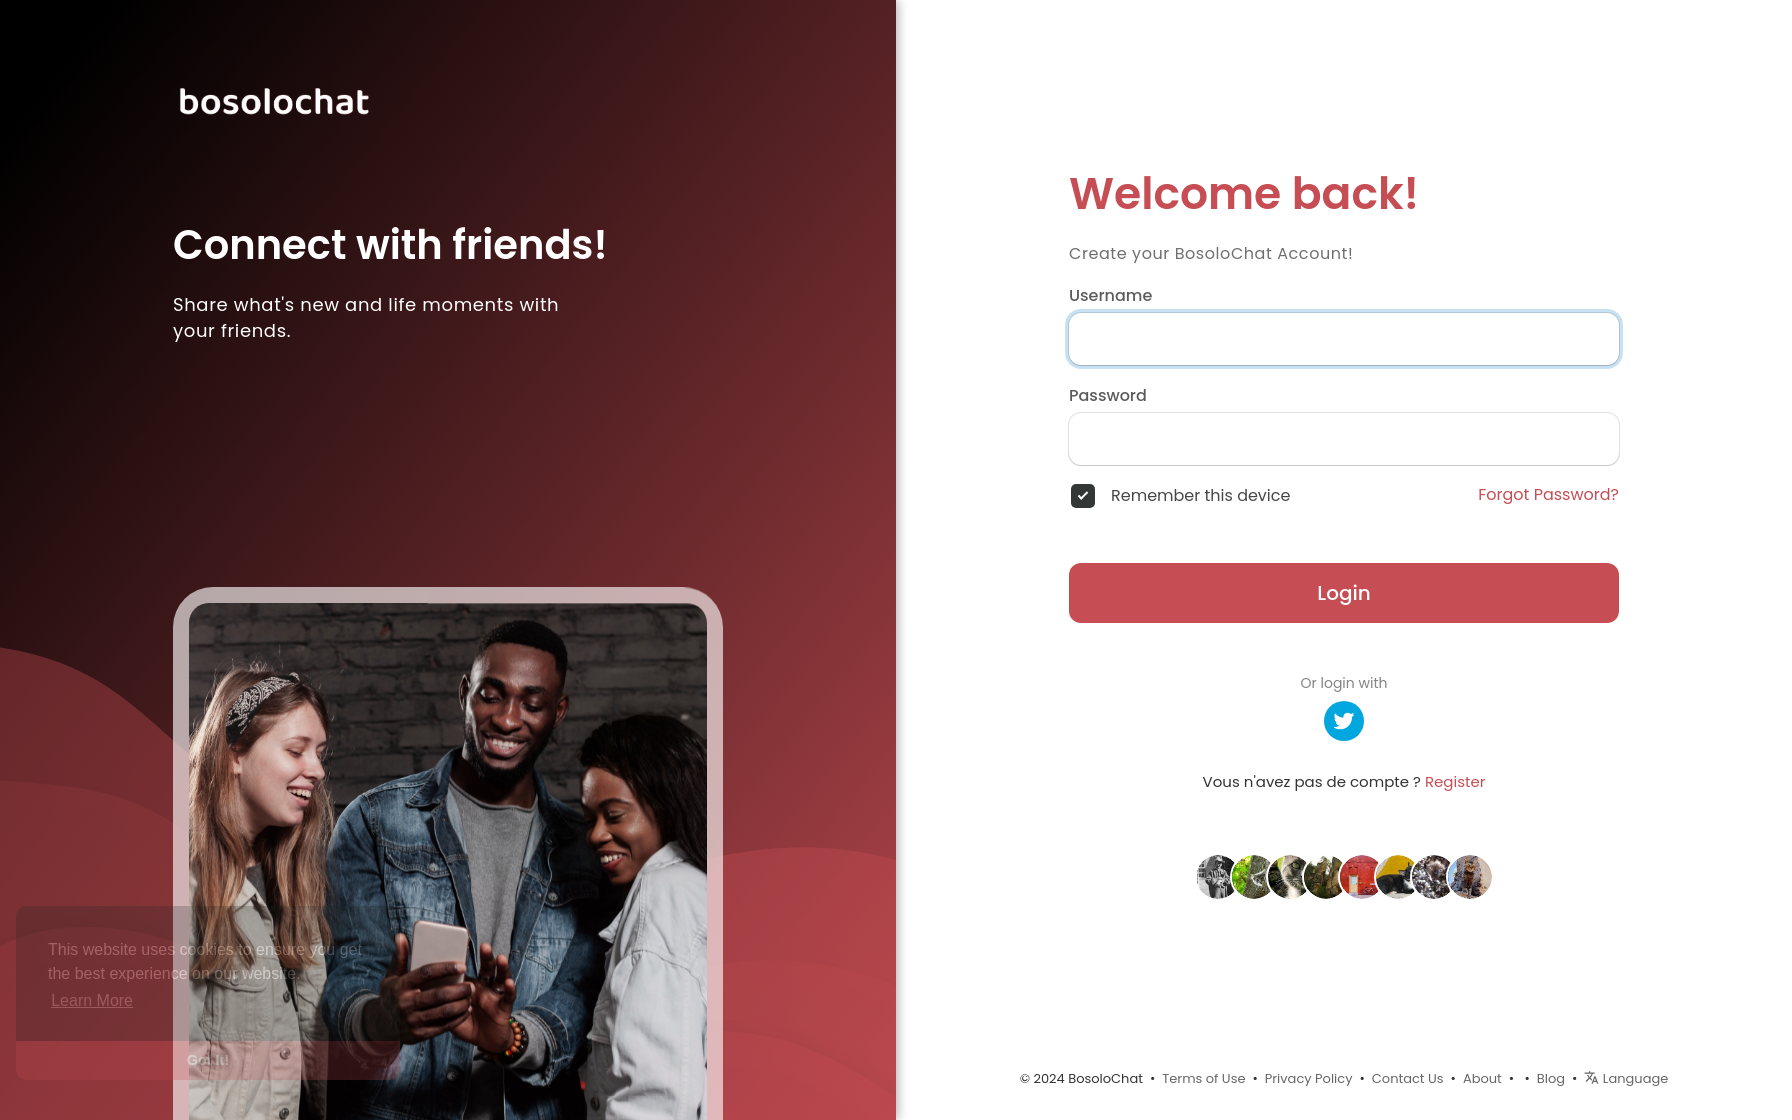 bosolochat
Connect with friends!
Share what's new and life moments with
your friends.
This website uses cookies to ensure you get
the best experience on our website.
Learn More
Got It!
Welcome back!
Create your BosoloChat Account!
Username
Password
Remember this device
Forgot Password?
Login
Or login with
Vous n'avez pas de compte ? Register
© 2024 BosoloChat • Terms of Use • Privacy Policy • Contact Us • About • • Blog • Language